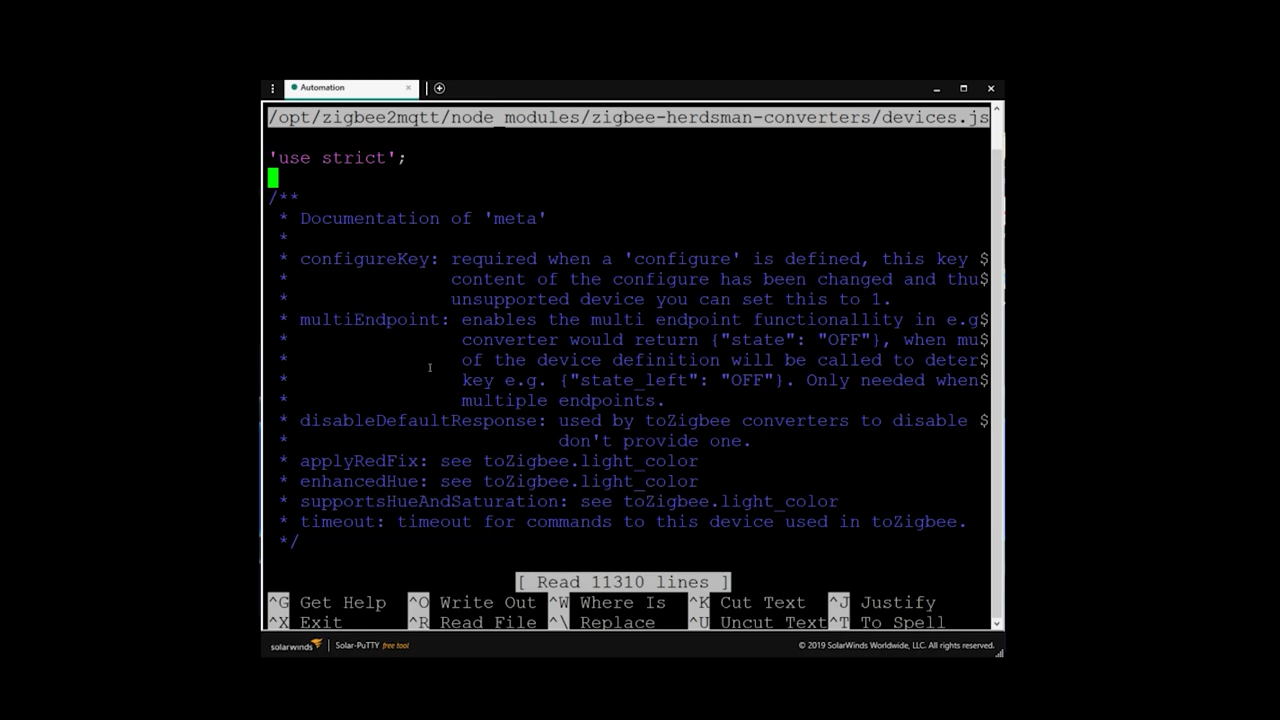 Automation
/opt/zigbee2mqtt/node_modules/zigbee-herdsman-converters/devices.js
'use strict';
/**
* Documentation of 'meta'
*
* configureKey: required when a 'configure' is defined, this key $
* content of the configure has been changed and thu$
* unsupported device you can set this to 1.
* multiEndpoint: enables the multi endpoint functionallity in e.g$
* converter would return {"state": "OFF"}, when mu$
* of the device definition will be called to deter$
* key e.g. {"state_left": "OFF"}. Only needed when$
* multiple endpoints.
* disableDefaultResponse: used by toZigbee converters to disable $
* don't provide one.
* applyRedFix: see toZigbee.light_color
* enhancedHue: see toZigbee.light_color
* supportsHueAndSaturation: see toZigbee.light_color
* timeout: timeout for commands to this device used in toZigbee.
*/
[ Read 11310 lines ]
^G Get Help ^O Write Out ^W Where Is ^K Cut Text ^J Justify
^X Exit ^R Read File ^\ Replace ^U Uncut Text ^T To Spell
solarwinds Solar-PuTTY free tool © 2019 SolarWinds Worldwide, LLC. All rights reserved.